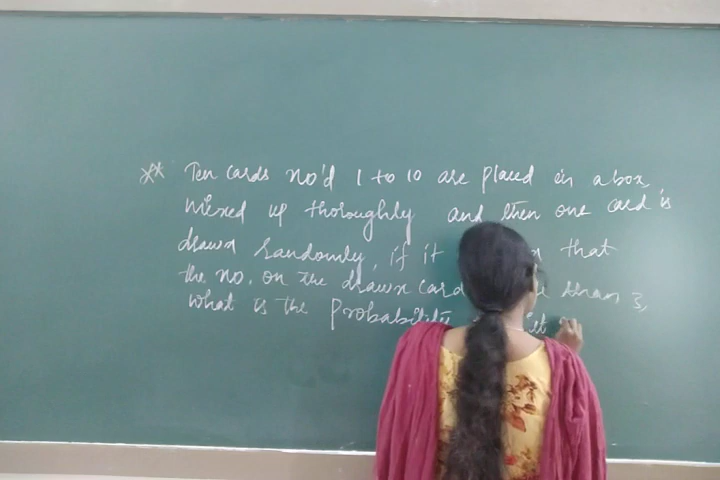 ** Ten cards no'd 1 to 10 are placed in a box,
mixed up thoroughly and then one card is
drawn randomly, if it that
the no. on the drawn card than 3,
what is the probability it